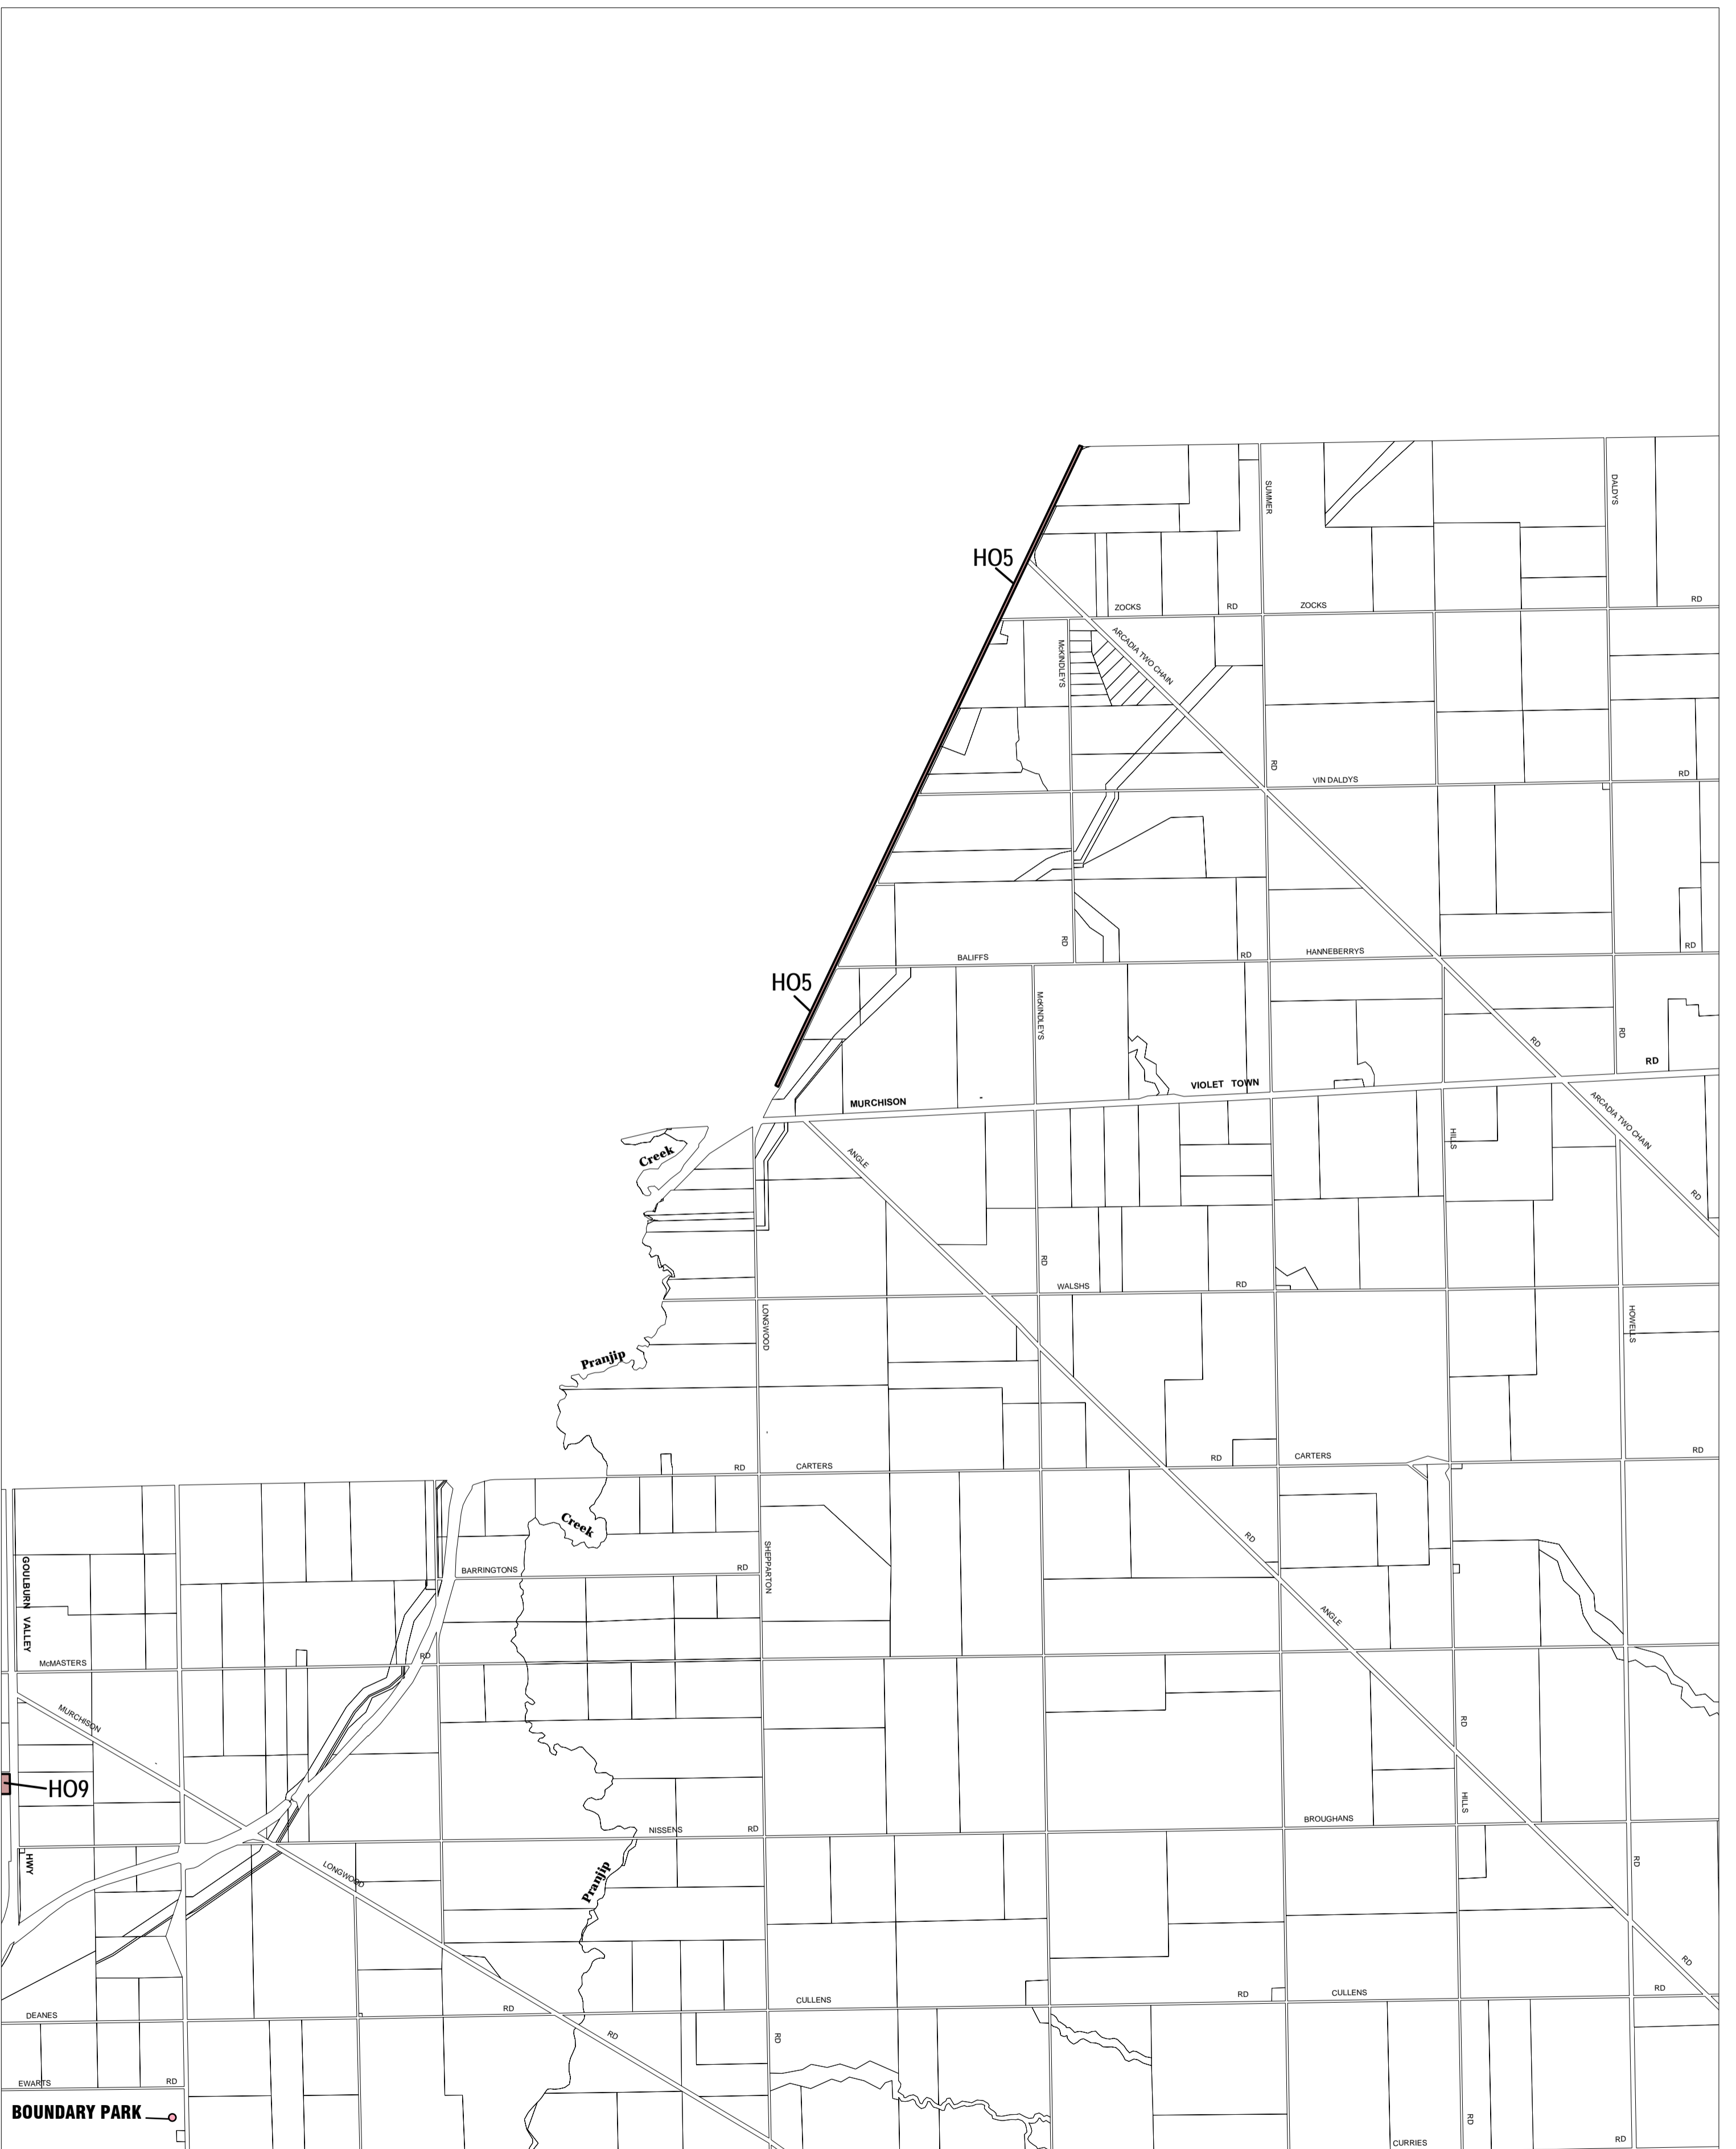 SUMMER
DALDYS
HO5
ZOCKS
RD
ZOCKS
RD
McKINDLEYS
ARCADIA TWO CHAIN
RD
VIN DALDYS
RD
RD
BALIFFS
RD
HANNEBERRYS
RD
HO5
McKINDLEYS
RD
RD
RD
MURCHISON
-
VIOLET TOWN
ARCADIA TWO CHAIN
RD
Creek
ANGLE
HILLS
RD
WALSHS
RD
LONGWOOD
HOWELLS
Pranjip
RD
CARTERS
RD
CARTERS
RD
Creek
RD
BARRINGTONS
RD
SHEPPARTON
GOULBURN VALLEY
ANGLE
McMASTERS
RD
MURCHISON
RD
HO9
HILLS
BROUGHANS
NISSENS
RD
HWY
LONGWOOD
RD
Pranjip
RD
DEANES
RD
CULLENS
RD
CULLENS
RD
RD
RD
EWARTS
RD
BOUNDARY PARK
RD
CURRIES
RD